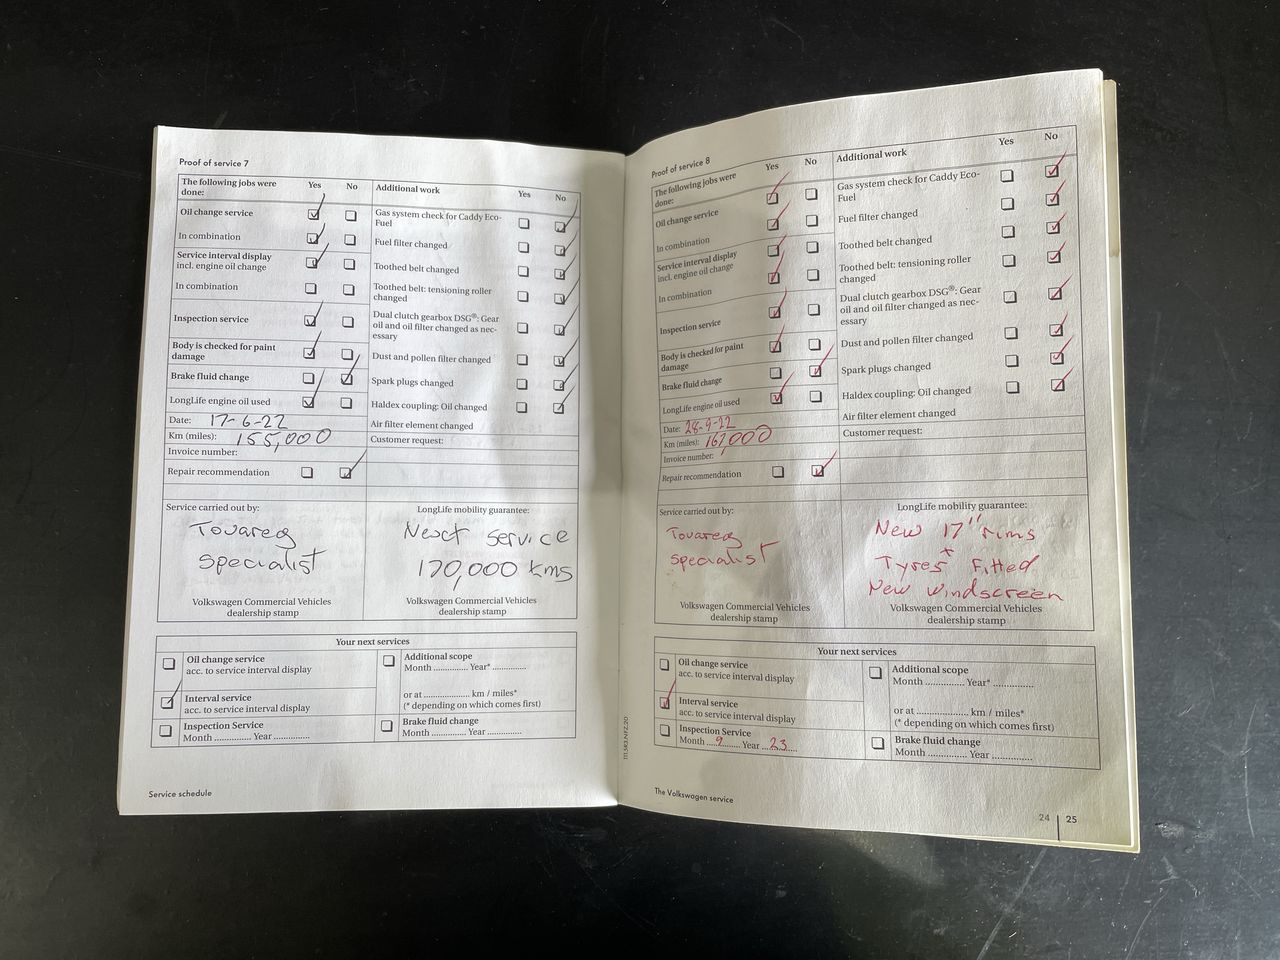 Proof of service 7
The following jobs were done: Yes No
Additional work Yes No
Oil change service
In combination
Service interval display
incl. engine oil change
In combination
Inspection service
Body is checked for paint
damage
Brake fluid change
LongLife engine oil used
Date: 17-6-22
Km (miles): 155,000
Invoice number:
Repair recommendation
Gas system check for Caddy Eco-
Fuel
Fuel filter changed
Toothed belt changed
Toothed belt: tensioning roller
changed
Dual clutch gearbox DSG®: Gear
oil and oil filter changed as nec-
essary
Dust and pollen filter changed
Spark plugs changed
Haldex coupling: Oil changed
Air filter element changed
Customer request:
Service carried out by:
Touareg
Specialist
Volkswagen Commercial Vehicles
dealership stamp
LongLife mobility guarantee:
Next service
170,000 kms
Volkswagen Commercial Vehicles
dealership stamp
Your next services
Oil change service
acc. to service interval display
Interval service
acc. to service interval display
Inspection Service
Month .............. Year ..............
Additional scope
Month .............. Year* ..............
or at .................... km / miles*
(* depending on which comes first)
Brake fluid change
Month .............. Year ..............
Service schedule
Proof of service 8
The following jobs were
done: Yes No
Additional work Yes No
Oil change service
In combination
Service interval display
incl. engine oil change
In combination
Inspection service
Body is checked for paint
damage
Brake fluid change
LongLife engine oil used
Date: 28-9-22
Km (miles): 167000
Invoice number:
Repair recommendation
Gas system check for Caddy Eco-
Fuel
Fuel filter changed
Toothed belt changed
Toothed belt: tensioning roller
changed
Dual clutch gearbox DSG®: Gear
oil and oil filter changed as nec-
essary
Dust and pollen filter changed
Spark plugs changed
Haldex coupling: Oil changed
Air filter element changed
Customer request:
Service carried out by:
Touareg
specialist
Volkswagen Commercial Vehicles
dealership stamp
LongLife mobility guarantee:
New 17" rims
+
Tyres Fitted
New windscreen
Volkswagen Commercial Vehicles
dealership stamp
Your next services
Oil change service
acc. to service interval display
Interval service
acc. to service interval display
Inspection Service
Month ....9.... Year ...23....
Additional scope
Month .............. Year* ..............
or at .................... km / miles*
(* depending on which comes first)
Brake fluid change
Month .............. Year ..............
The Volkswagen service
24 | 25